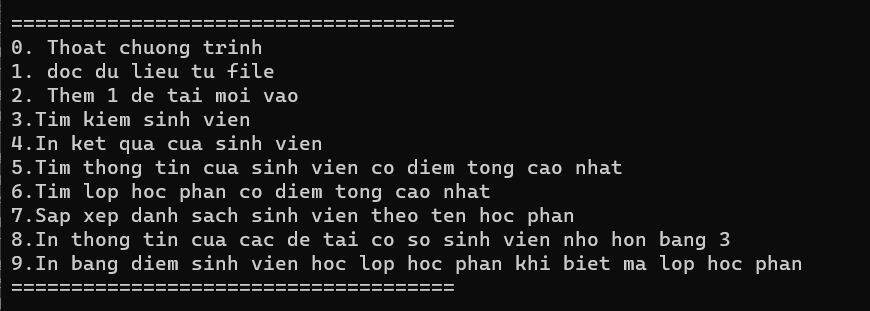 =====================================
0. Thoat chuong trinh
1. doc du lieu tu file
2. Them 1 de tai moi vao
3.Tim kiem sinh vien
4.In ket qua cua sinh vien
5.Tim thong tin cua sinh vien co diem tong cao nhat
6.Tim lop hoc phan co diem tong cao nhat
7.Sap xep danh sach sinh vien theo ten hoc phan
8.In thong tin cua cac de tai co so sinh vien nho hon bang 3
9.In bang diem sinh vien hoc lop hoc phan khi biet ma lop hoc phan
=====================================